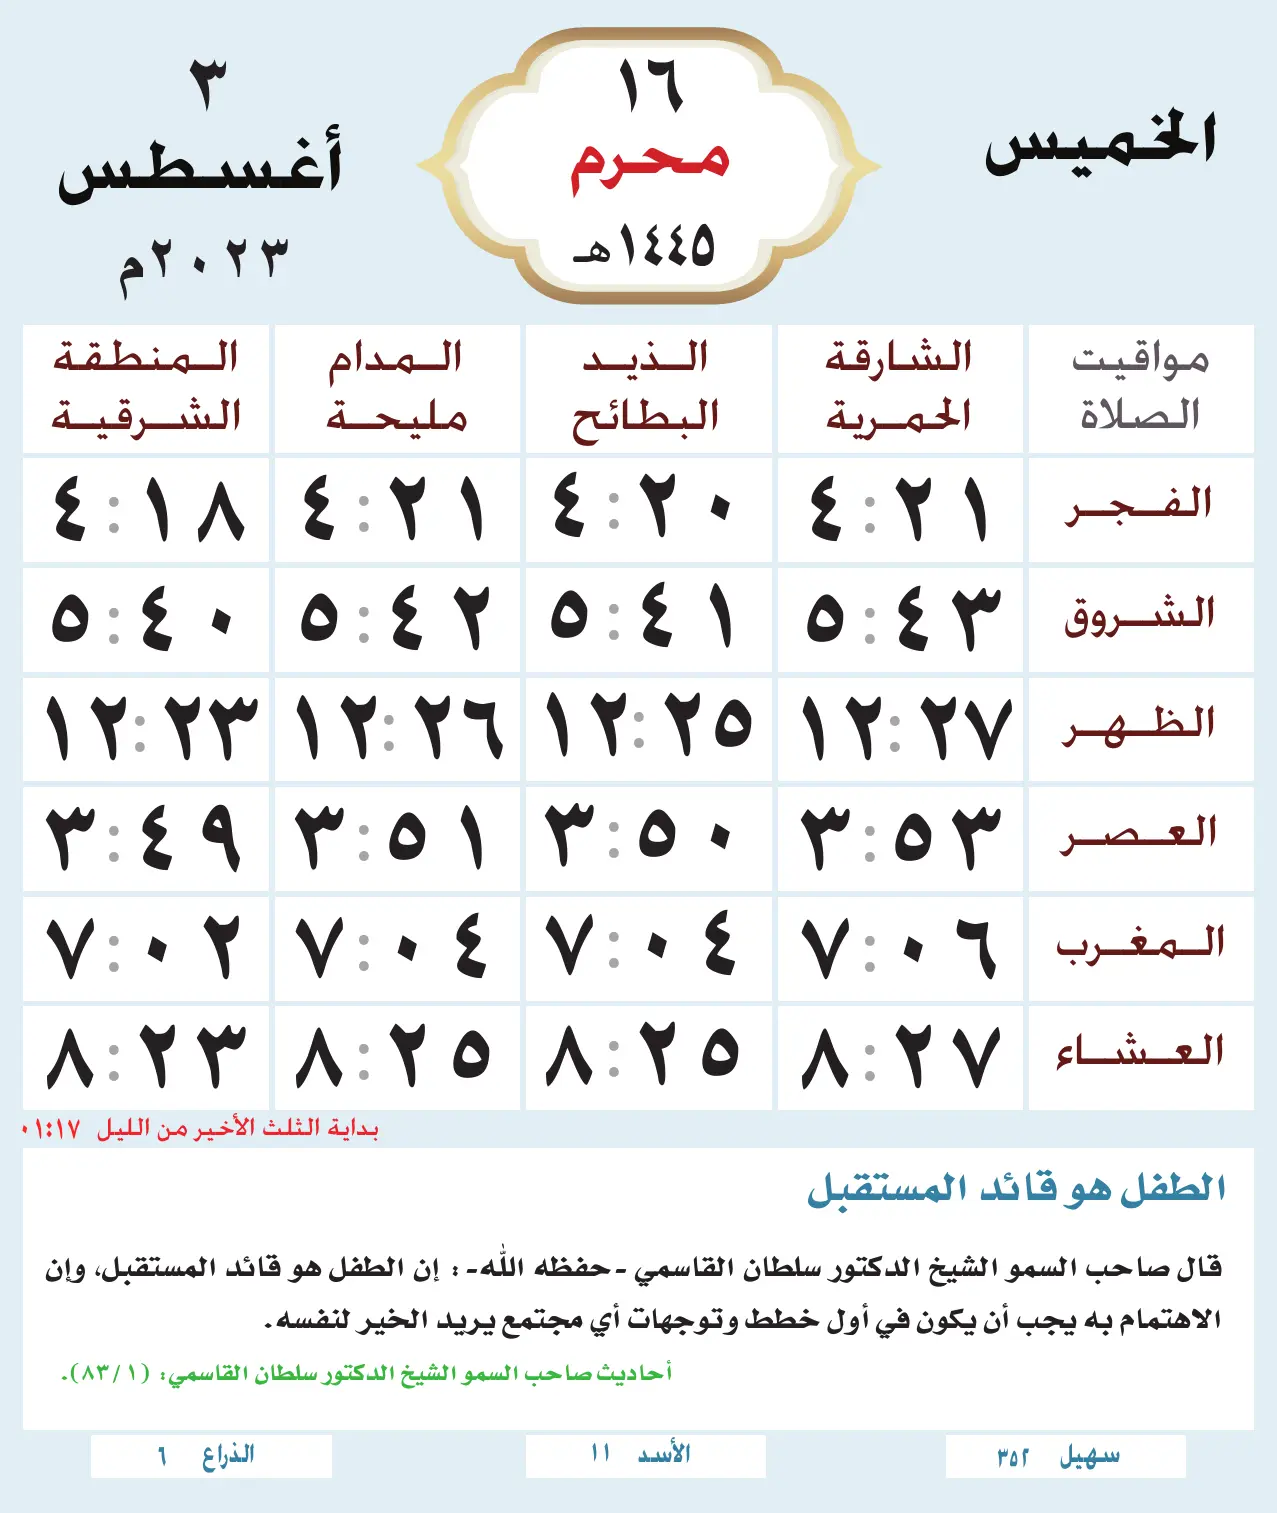 الخميس
١٦
محرم
١٤٤٥هـ
٣
أغسطس
٢٠٢٣م
مواقيت الصلاة
الشارقة الحمرية
الذيد البطائح
المدام مليحة
المنطقة الشرقية
الفجر ٤:٢١ ٤:٢٠ ٤:٢١ ٤:١٨
الشروق ٥:٤٣ ٥:٤١ ٥:٤٢ ٥:٤٠
الظهر ١٢:٢٧ ١٢:٢٥ ١٢:٢٦ ١٢:٢٣
العصر ٣:٥٣ ٣:٥٠ ٣:٥١ ٣:٤٩
المغرب ٧:٠٦ ٧:٠٤ ٧:٠٤ ٧:٠٢
العشاء ٨:٢٧ ٨:٢٥ ٨:٢٥ ٨:٢٣
بداية الثلث الأخير من الليل ٠١:١٧
الطفل هو قائد المستقبل
قال صاحب السمو الشيخ الدكتور سلطان القاسمي -حفظه الله-: إن الطفل هو قائد المستقبل، وإن
الاهتمام به يجب أن يكون في أول خطط وتوجهات أي مجتمع يريد الخير لنفسه.
أحاديث صاحب السمو الشيخ الدكتور سلطان القاسمي: (٨٣/١).
سهيل ٣٥٢
الأسد ١١
الذراع ٦